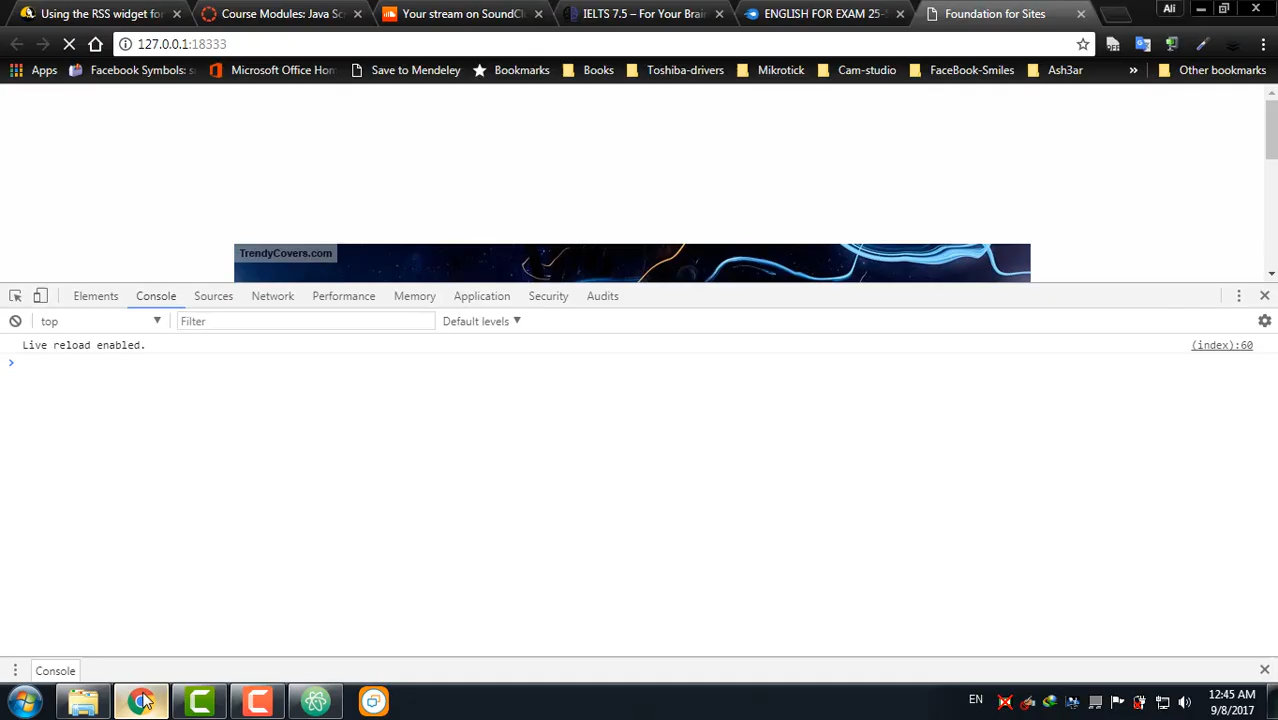 Using the RSS widget for
Course Modules: Java Sc
Your stream on SoundCl
IELTS 7.5 – For Your Brain
ENGLISH FOR EXAM 25-
Foundation for Sites
Ali
127.0.0.1:18333
OFF
Apps
Facebook Symbols: s
Microsoft Office Hom
Save to Mendeley
Bookmarks
Books
Toshiba-drivers
Mikrotick
Cam-studio
FaceBook-Smiles
Ash3ar
»
Other bookmarks
TrendyCovers.com
Elements
Console
Sources
Network
Performance
Memory
Application
Security
Audits
top
Filter
Default levels
Live reload enabled.
(index):60
Console
EN
12:45 AM
9/8/2017